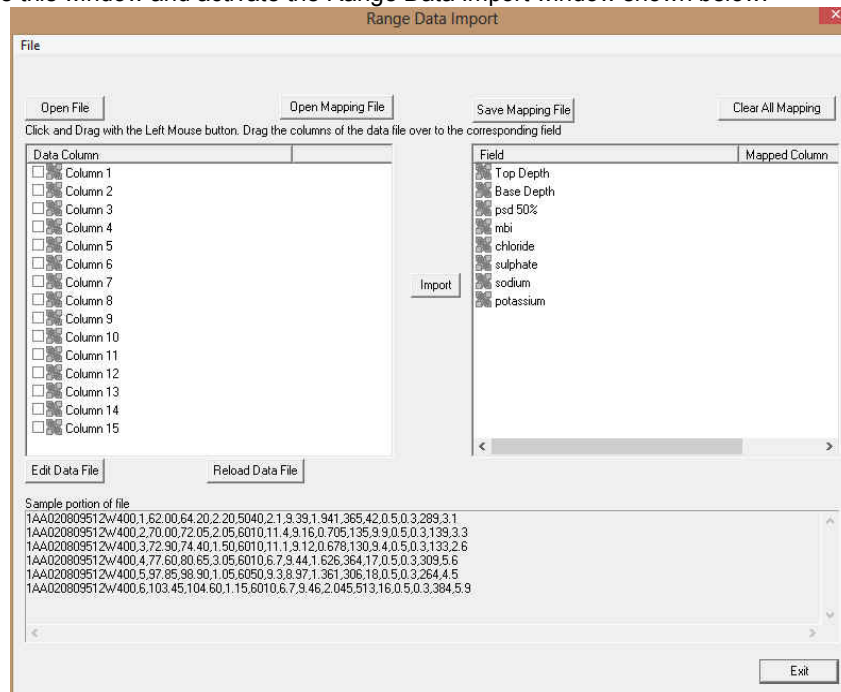 this window and activate the Range Data Import window shown below.
Range Data Import
File
Open File
Open Mapping File
Save Mapping File
Clear All Mapping
Click and Drag with the Left Mouse button. Drag the columns of the data file over to the corresponding field
Data Column
Column 1
Column 2
Column 3
Column 4
Column 5
Column 6
Column 7
Column 8
Column 9
Column 10
Column 11
Column 12
Column 13
Column 14
Column 15
Import
Field
Mapped Column
Top Depth
Base Depth
psd 50%
mbi
chloride
sulphate
sodium
potassium
Edit Data File
Reload Data File
Sample portion of file
1AA020809512W400,1,62.00,64.20,2.20,5040,2.1,9.39,1.941,365,42,0.5,0.3,289,3.1
1AA020809512W400,2,70.00,72.05,2.05,6010,11.4,9.16,0.705,135,9.9,0.5,0.3,139,3.3
1AA020809512W400,3,72.90,74.40,1.50,6010,11.1,9.12,0.678,130,9.4,0.5,0.3,133,2.6
1AA020809512W400,4,77.60,80.65,3.05,6010,6.7,9.44,1.626,364,17,0.5,0.3,309,5.6
1AA020809512W400,5,97.85,98.90,1.05,6050,9.3,8.97,1.361,306,18,0.5,0.3,264,4.5
1AA020809512W400,6,103.45,104.60,1.15,6010,6.7,9.46,2.045,513,16,0.5,0.3,384,5.9
Exit